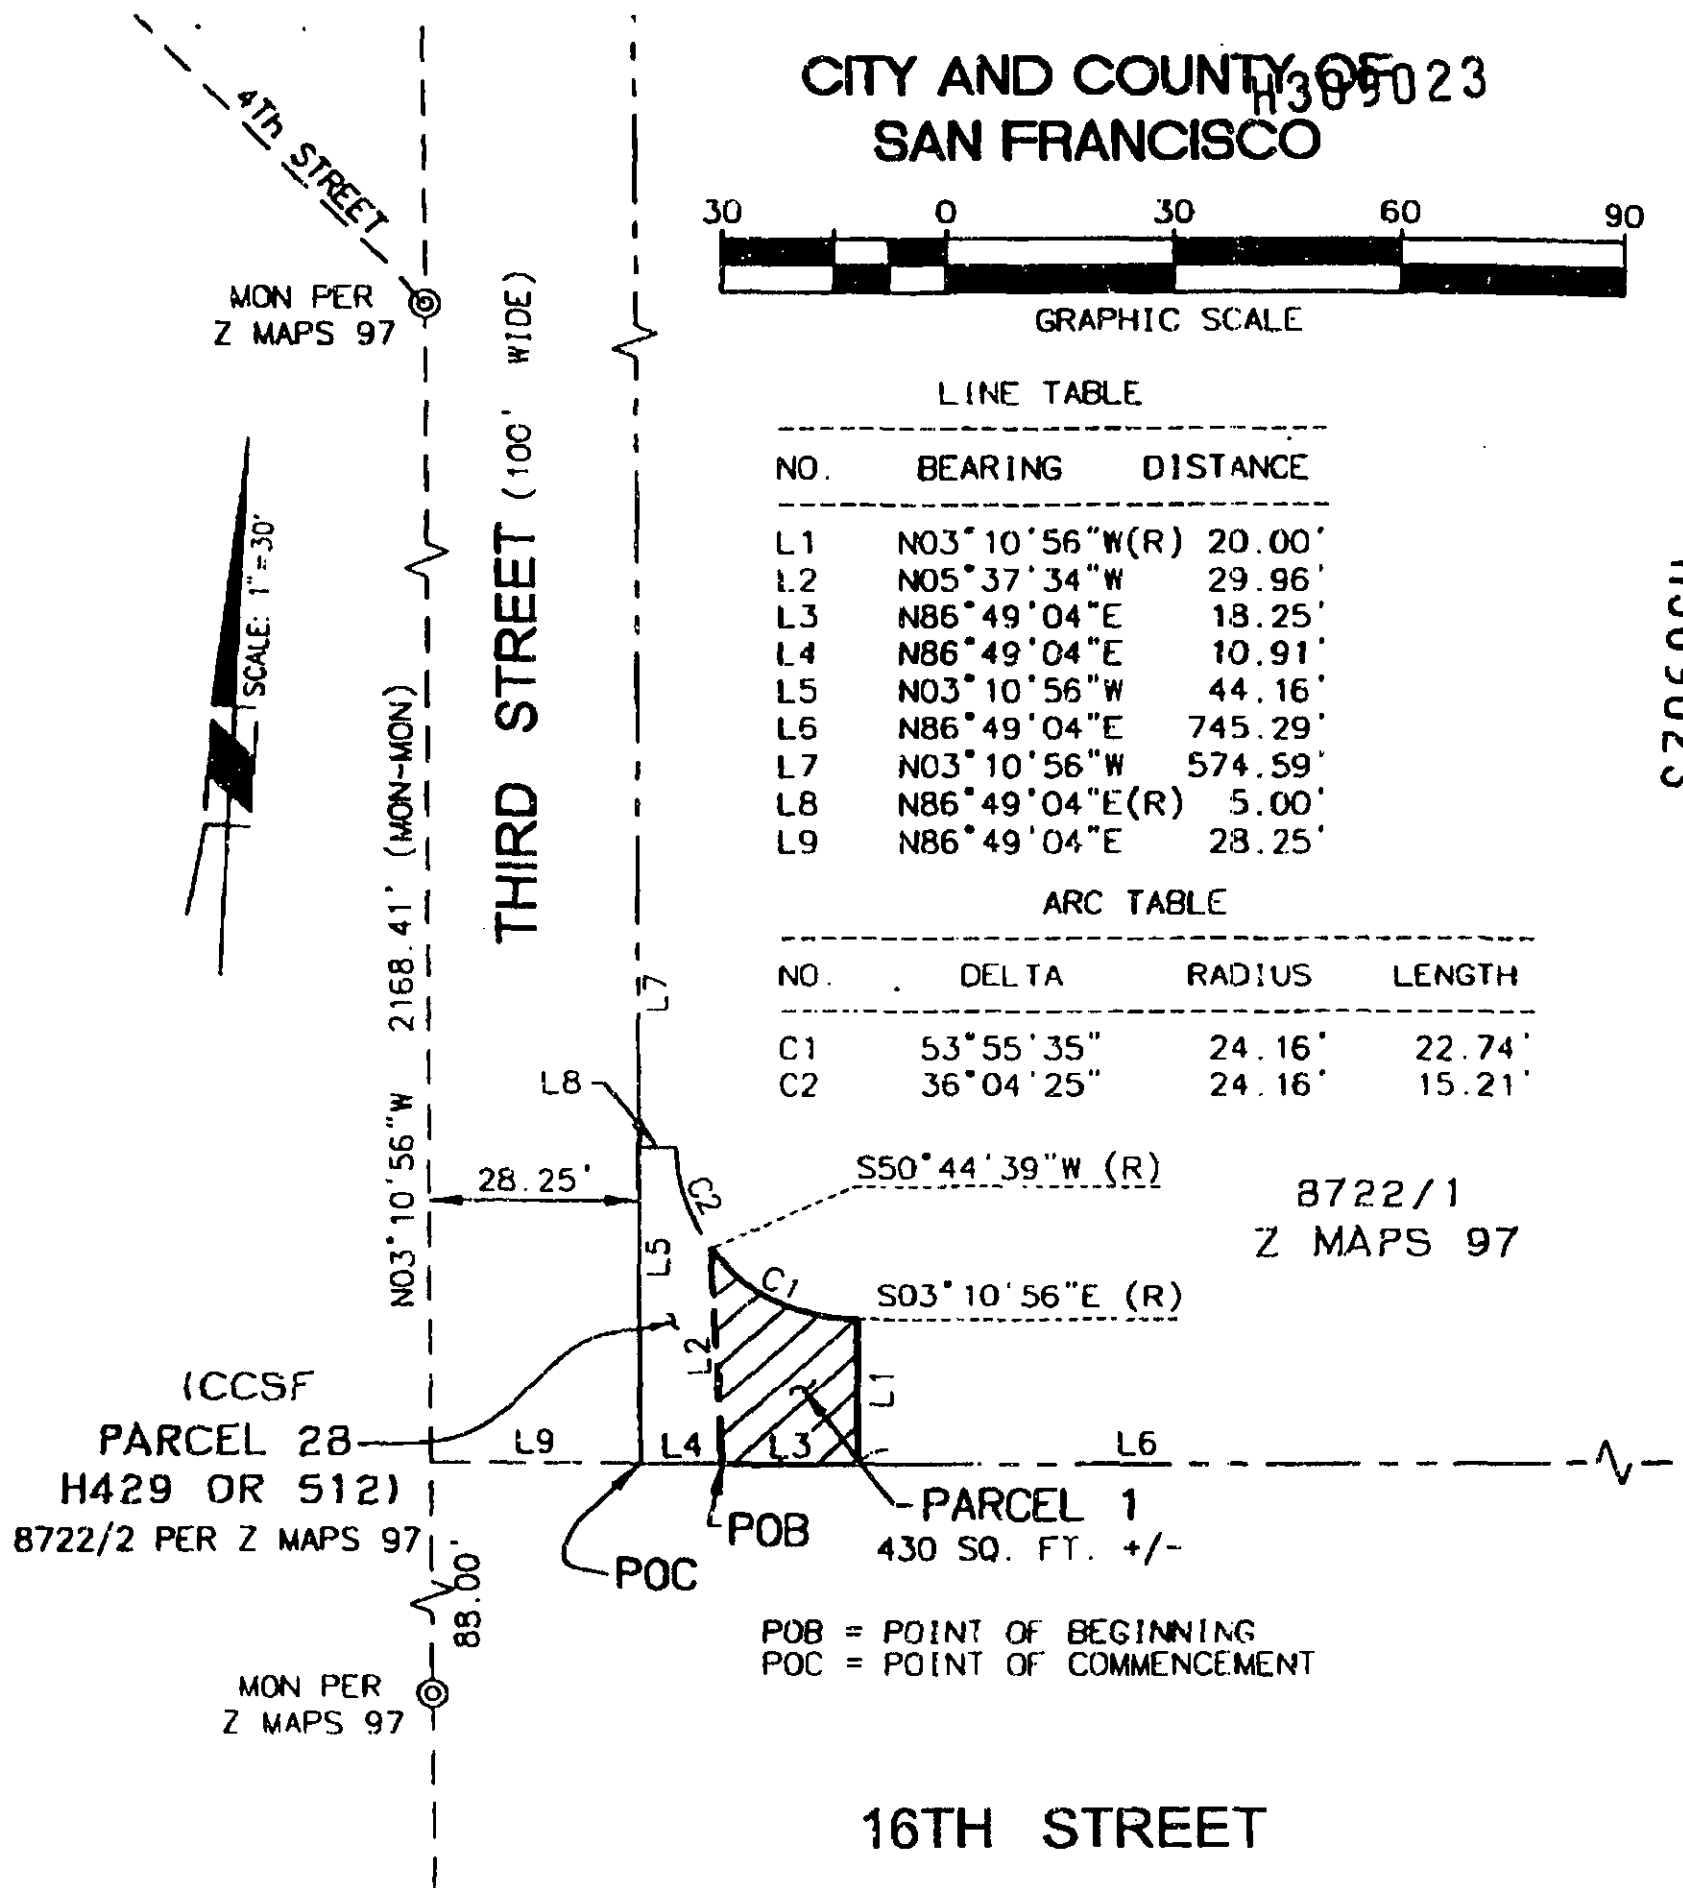 CITY AND COUNTY OF
H309023
SAN FRANCISCO
30 0 30 60 90
GRAPHIC SCALE
4Th STREET
MON PER
Z MAPS 97
THIRD STREET (100' WIDE)
SCALE: 1"=30'
N03°10'56"W 2168.41' (MON-MON)
LINE TABLE
NO. BEARING DISTANCE
L1 N03°10'56"W(R) 20.00'
L2 N05°37'34"W 29.96'
L3 N86°49'04"E 18.25'
L4 N86°49'04"E 10.91'
L5 N03°10'56"W 44.16'
L6 N86°49'04"E 745.29'
L7 N03°10'56"W 574.59'
L8 N86°49'04"E(R) 5.00'
L9 N86°49'04"E 28.25'
ARC TABLE
NO. DELTA RADIUS LENGTH
C1 53°55'35" 24.16' 22.74'
C2 36°04'25" 24.16' 15.21'
L7
L8
28.25'
C2
S50°44'39"W (R)
8722/1
Z MAPS 97
L5
C1
S03°10'56"E (R)
L2
L1
(CCSF
PARCEL 28
H429 OR 512)
8722/2 PER Z MAPS 97
L9
L4
L3
L6
PARCEL 1
430 SQ. FT. +/-
POB
POC
88.00'
POB = POINT OF BEGINNING
POC = POINT OF COMMENCEMENT
MON PER
Z MAPS 97
16TH STREET